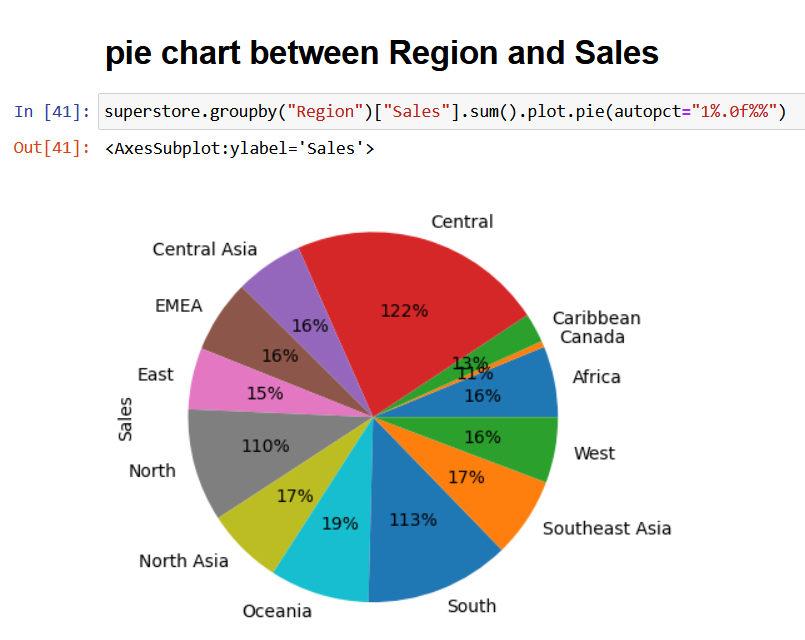 pie chart between Region and Sales
In [41]: superstore.groupby("Region")["Sales"].sum().plot.pie(autopct="1%.0f%%")
Out[41]: <AxesSubplot:ylabel='Sales'>
Central
Central Asia
122%
EMEA
Caribbean
Canada
16%
16%
13%
11%
East
Africa
15%
16%
Sales
110%
16%
North
West
17%
17%
19%
113%
Southeast Asia
North Asia
Oceania
South